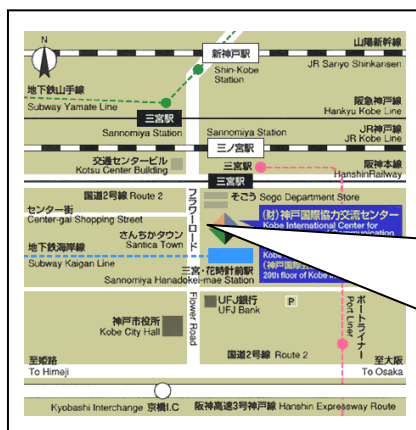 N
新神戸駅
Shin-Kobe
Station
山陽新幹線
JR Sanyo Shinkansen
地下鉄山手線
Subway Yamate Line
阪急神戸線
Hankyu Kobe Line
三宮駅
Sannomiya Station
Sannomiya Station
三ノ宮駅
JR神戸線
JR Kobe Line
交通センタービル
Kotsu Center Building
三宮駅
阪神本線
HanshinRailway
三宮駅
国道2号線 Route 2
そごう Sogo Department Store
センター街
Center-gai Shopping Street
フラワーロード
(財)神戸国際協力交流センター
Kobe International Center for
Communication
さんちかタウン
Santica Town
地下鉄海岸線
Subway Kaigan Line
20th floor of Kobe
三宮・花時計前駅
Sannomiya Hanadokei-mae Station
UFJ銀行
UFJ Bank
P
神戸市役所
Kobe City Hall
Flower Road
ポートライナー
Port Liner
国道2号線 Route 2
至姫路
To Himeji
至大阪
To Osaka
Kyobashi Interchange 京橋I.C
阪神高速3号神戸線 Hanshin Expressway Route